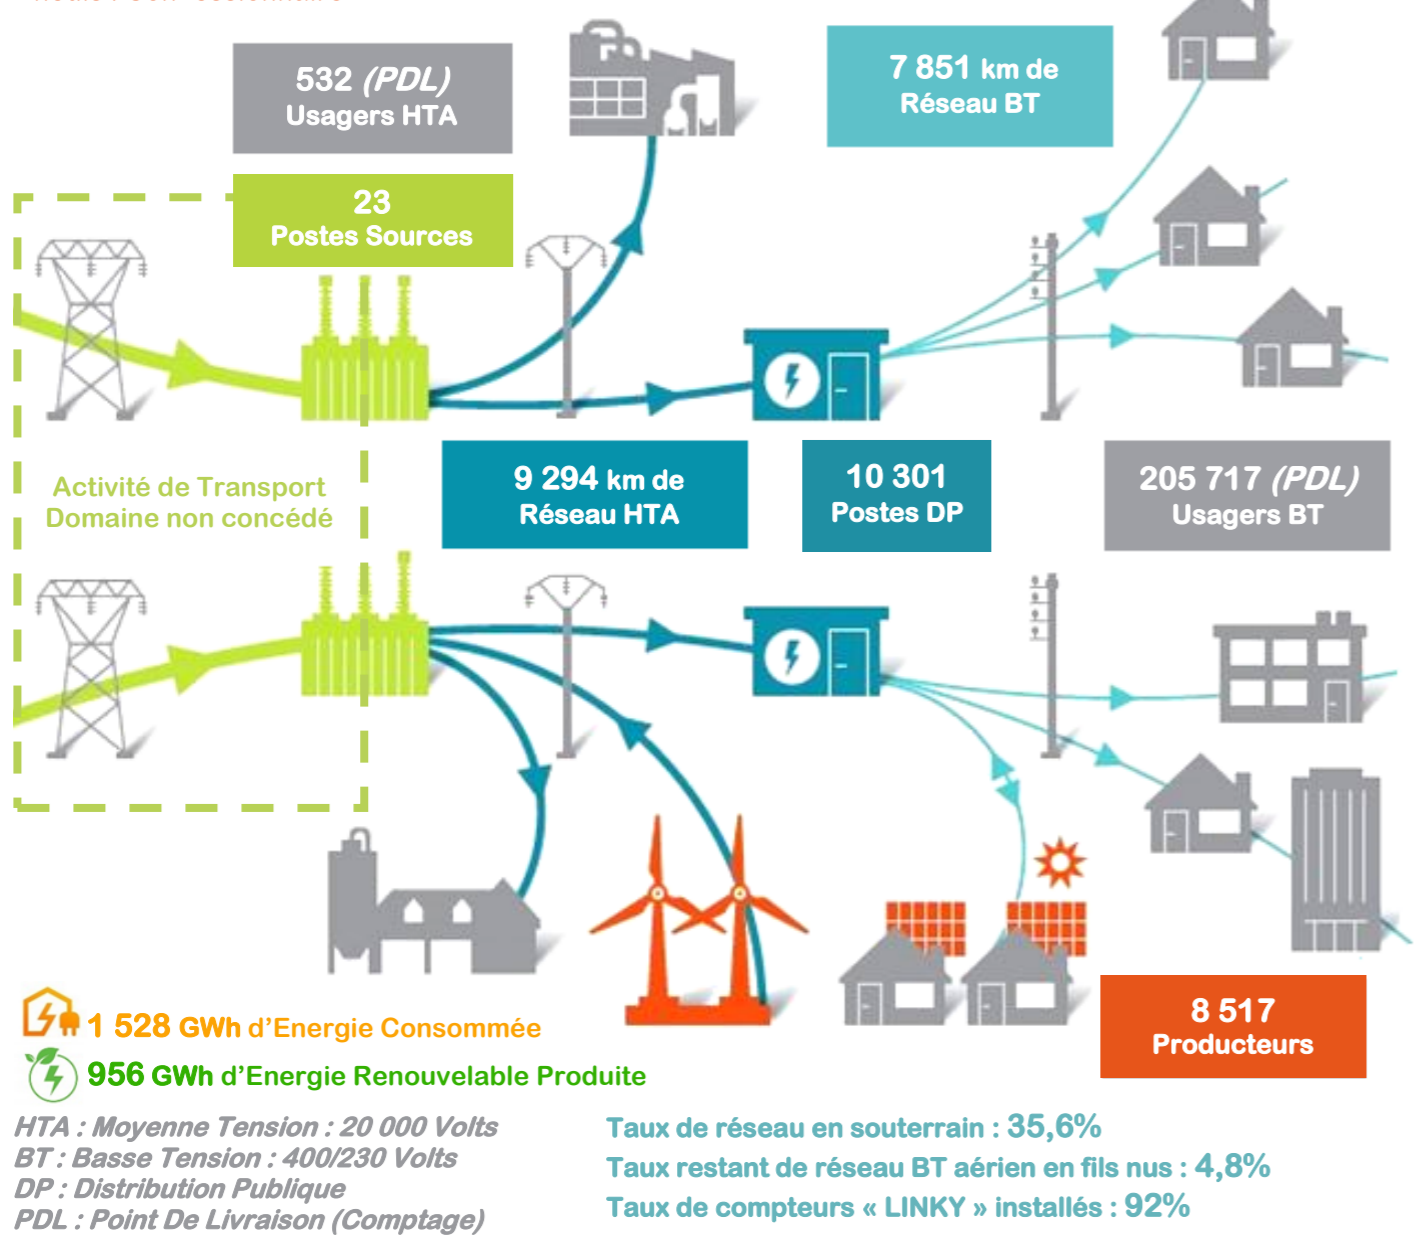 532 (PDL)
Usagers HTA
7 851 km de
Réseau BT
23
Postes Sources
Activité de Transport
Domaine non concédé
9 294 km de
Réseau HTA
10 301
Postes DP
205 717 (PDL)
Usagers BT
8 517
Producteurs
1 528 GWh d’Energie Consommée
956 GWh d’Energie Renouvelable Produite
HTA : Moyenne Tension : 20 000 Volts
BT : Basse Tension : 400/230 Volts
DP : Distribution Publique
PDL : Point De Livraison (Comptage)
Taux de réseau en souterrain : 35,6%
Taux restant de réseau BT aérien en fils nus : 4,8%
Taux de compteurs « LINKY » installés : 92%